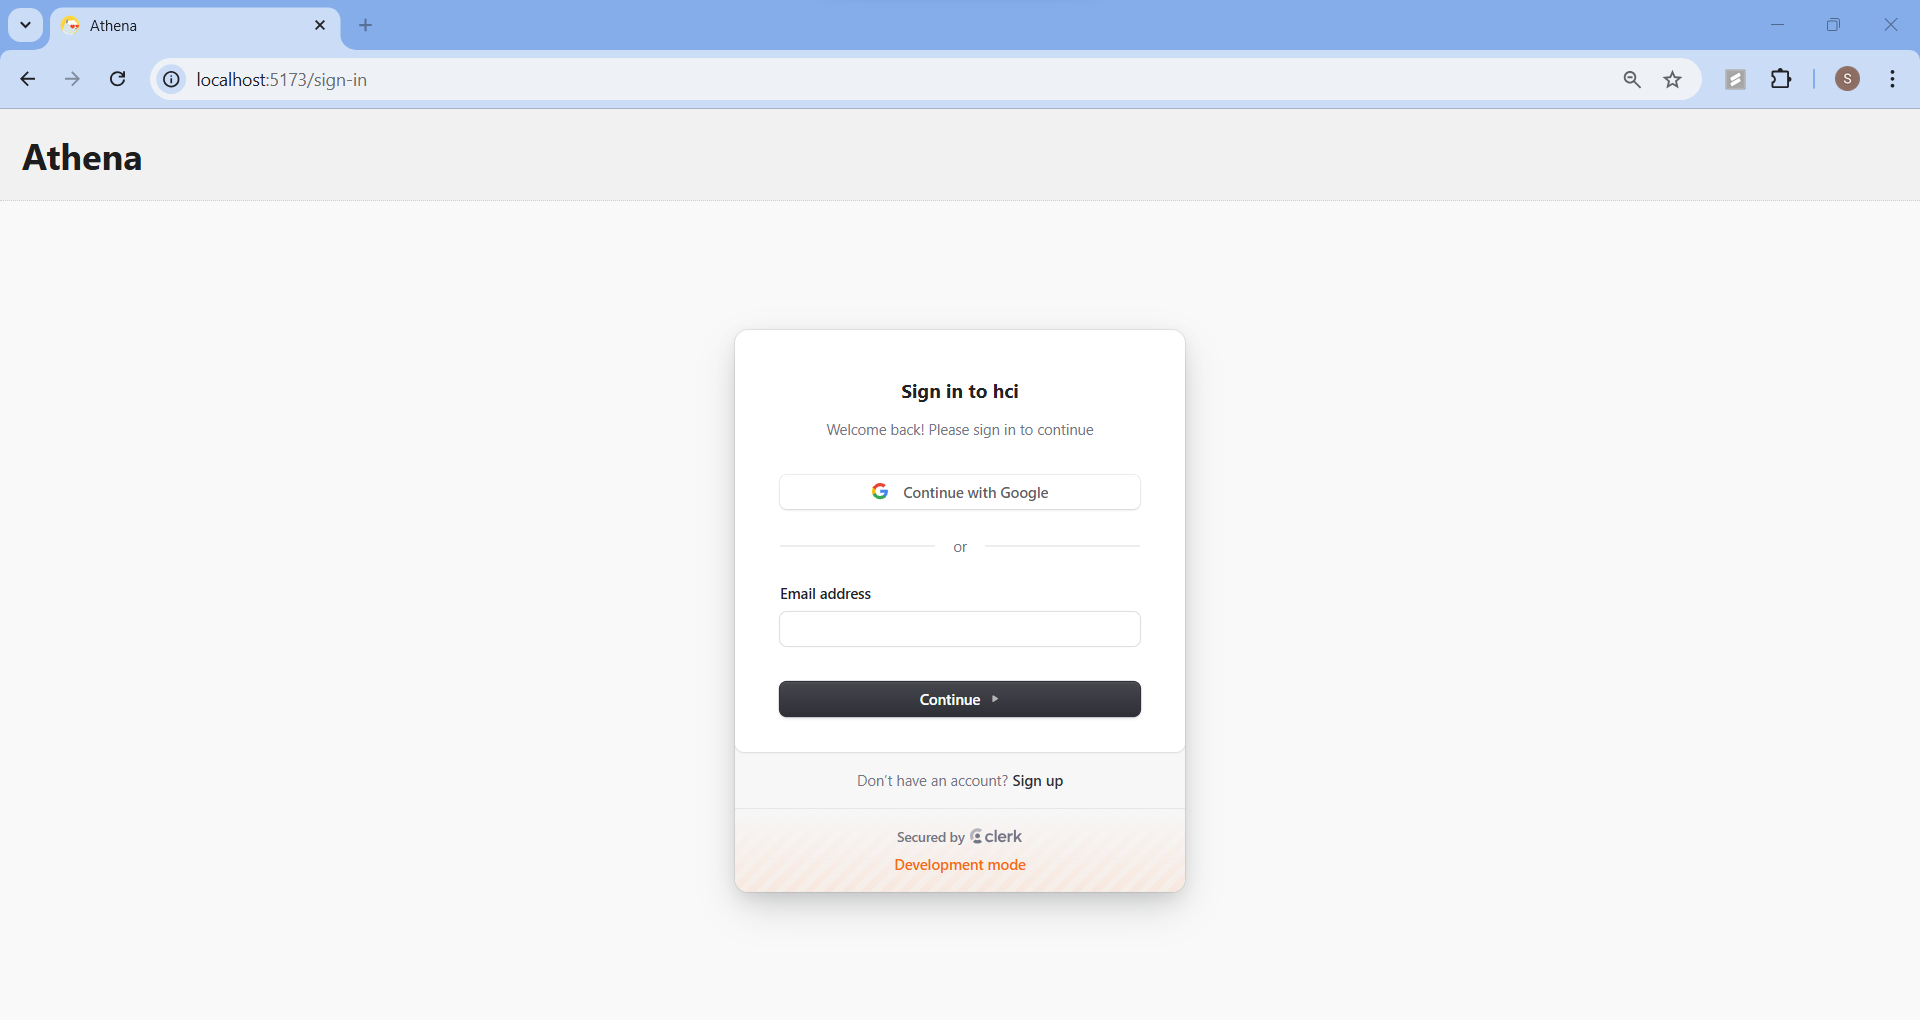 Athena
localhost:5173/sign-in
S
Athena
Sign in to hci
Welcome back! Please sign in to continue
Continue with Google
or
Email address
Continue
Don't have an account? Sign up
Secured by clerk
Development mode